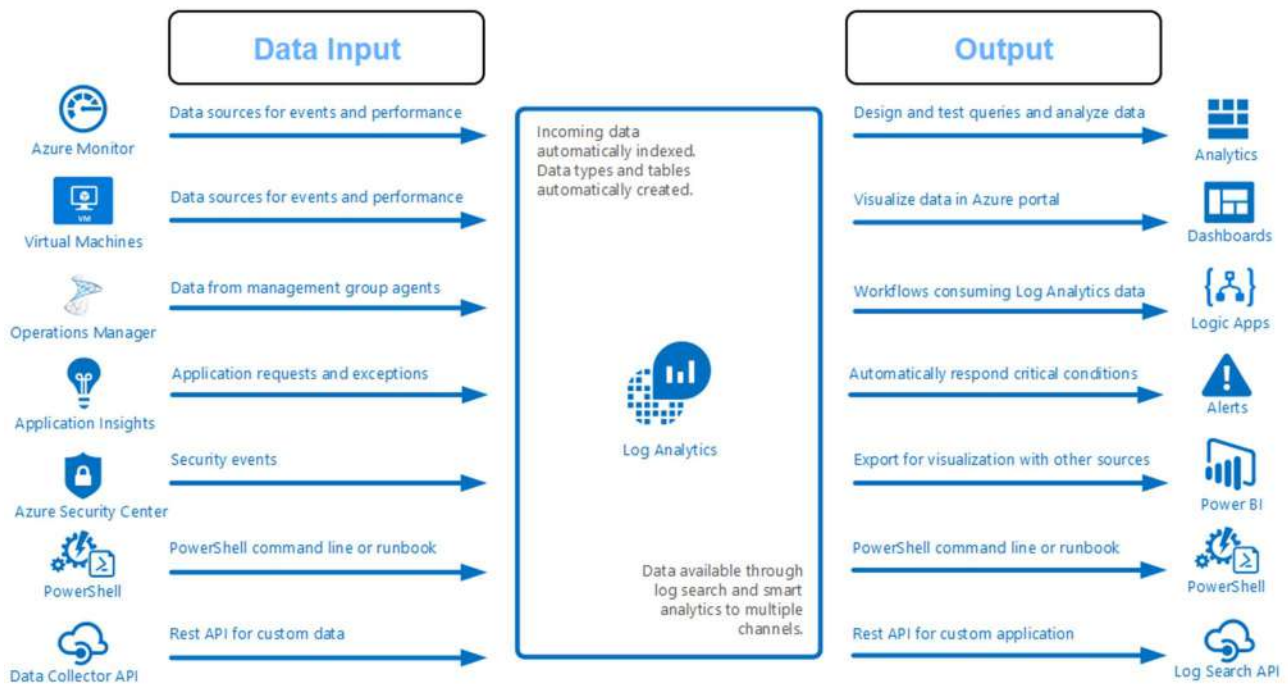 Data Input
Output
Azure Monitor
Data sources for events and performance
VM
Virtual Machines
Data sources for events and performance
Operations Manager
Data from management group agents
Application Insights
Application requests and exceptions
Azure Security Center
Security events
PowerShell
PowerShell command line or runbook
Data Collector API
Rest API for custom data
Incoming data
automatically indexed.
Data types and tables
automatically created.
Log Analytics
Data available through
log search and smart
analytics to multiple
channels.
Design and test queries and analyze data
Analytics
Visualize data in Azure portal
Dashboards
Workflows consuming Log Analytics data
Logic Apps
Automatically respond critical conditions
Alerts
Export for visualization with other sources
Power BI
PowerShell command line or runbook
PowerShell
Rest API for custom application
Log Search API